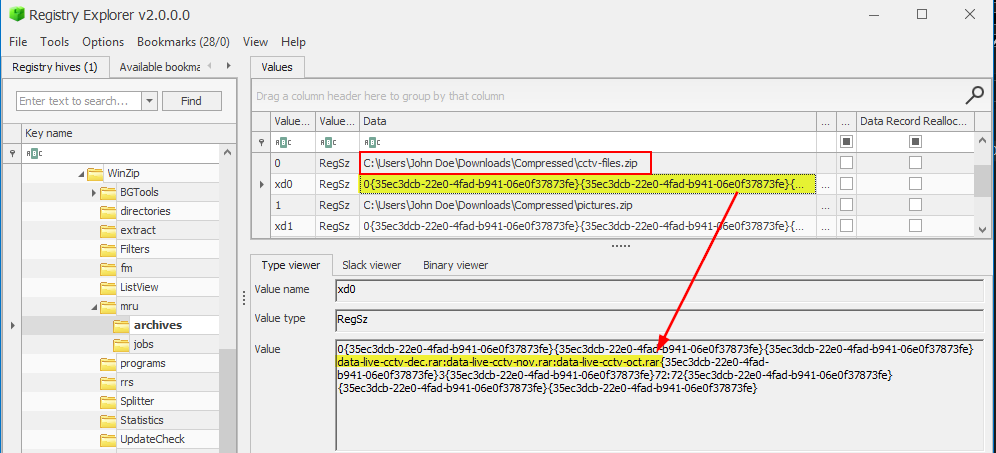 Registry Explorer v2.0.0.0
File Tools Options Bookmarks (28/0) View Help
Registry hives (1) Available bookma
Values
Enter text to search... Find
Drag a column header here to group by that column
Key name
Value... Value... Data ... ... Data Record Realloc...
0 RegSz C:\Users\John Doe\Downloads\Compressed\cctv-files.zip
xd0 RegSz 0{35ec3dcb-22e0-4fad-b941-06e0f37873fe}{35ec3dcb-22e0-4fad-b941-06e0f37873fe}{... ...
1 RegSz C:\Users\John Doe\Downloads\Compressed\pictures.zip ...
xd1 RegSz 0{35ec3dcb-22e0-4fad-b941-06e0f37873fe}{35ec3dcb-22e0-4fad-b941-06e0f37873fe}{... ...
WinZip
BGTools
directories
extract
Filters
fm
ListView
mru
archives
jobs
programs
rrs
Splitter
Statistics
UpdateCheck
Type viewer Slack viewer Binary viewer
Value name xd0
Value type RegSz
Value
0{35ec3dcb-22e0-4fad-b941-06e0f37873fe}{35ec3dcb-22e0-4fad-b941-06e0f37873fe}{35ec3dcb-22e0-4fad-b941-06e0f37873fe}
data-live-cctv-dec.rar:data-live-cctv-nov.rar:data-live-cctv-oct.rar{35ec3dcb-22e0-4fad-
b941-06e0f37873fe}3{35ec3dcb-22e0-4fad-b941-06e0f37873fe}72:72{35ec3dcb-22e0-4fad-b941-06e0f37873fe}
{35ec3dcb-22e0-4fad-b941-06e0f37873fe}{35ec3dcb-22e0-4fad-b941-06e0f37873fe}